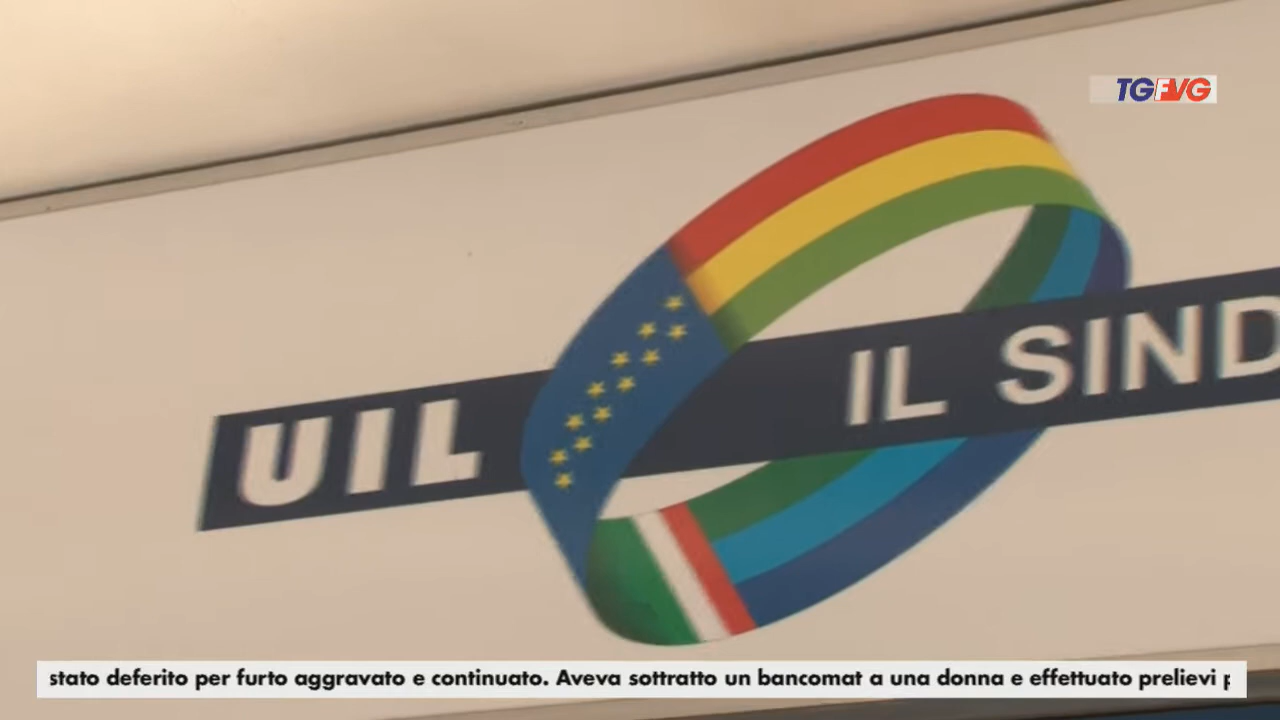 TGFVG
UIL IL SIND
stato deferito per furto aggravato e continuato. Aveva sottratto un bancomat a una donna e effettuato prelievi